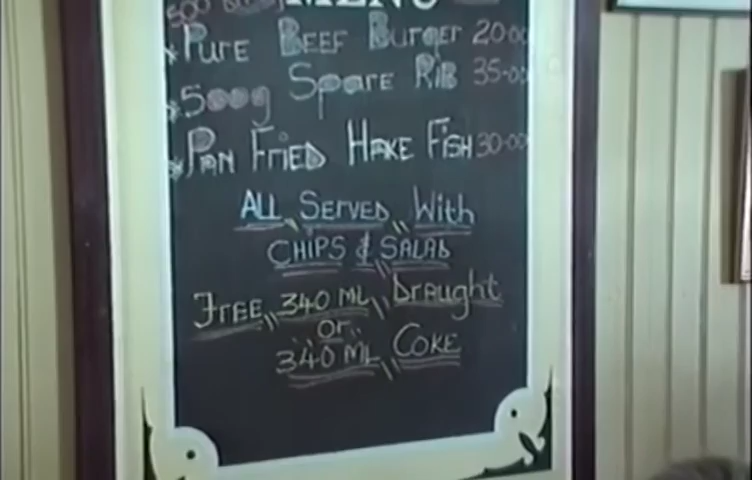 MENU
*Pure Beef Burger 20-00
*500g Spare Rib 35-00
*Pan Fried Hake Fish 30-00
All Served With
Chips & Salad
Free 340 ML Draught
or
340 ML Coke